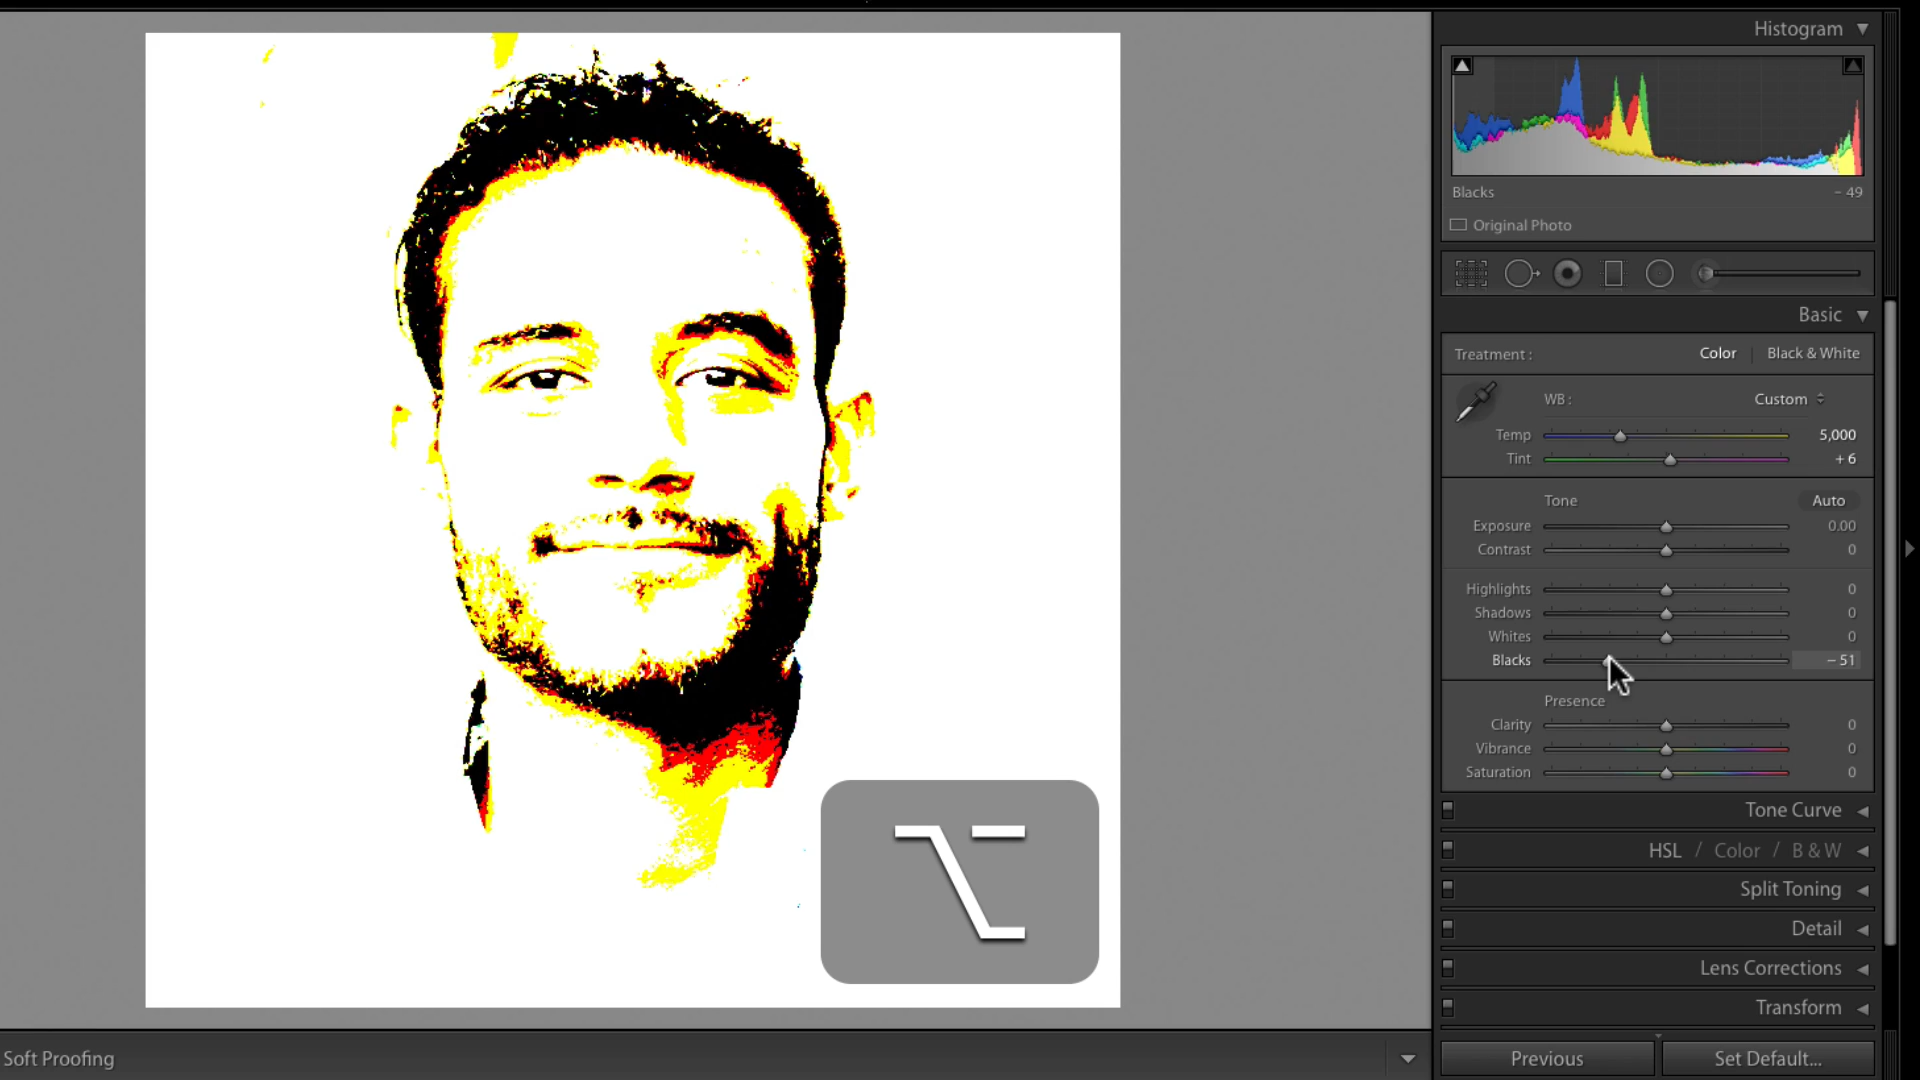 Histogram
Blacks - 49
Original Photo
Basic
Treatment : Color | Black & White
WB : Custom
Temp 5,000
Tint + 6
Tone Auto
Exposure 0.00
Contrast 0
Highlights 0
Shadows 0
Whites 0
Blacks - 51
Presence
Clarity 0
Vibrance 0
Saturation 0
Tone Curve
HSL / Color / B & W
Split Toning
Detail
Lens Corrections
Transform
Soft Proofing
Previous Set Default...